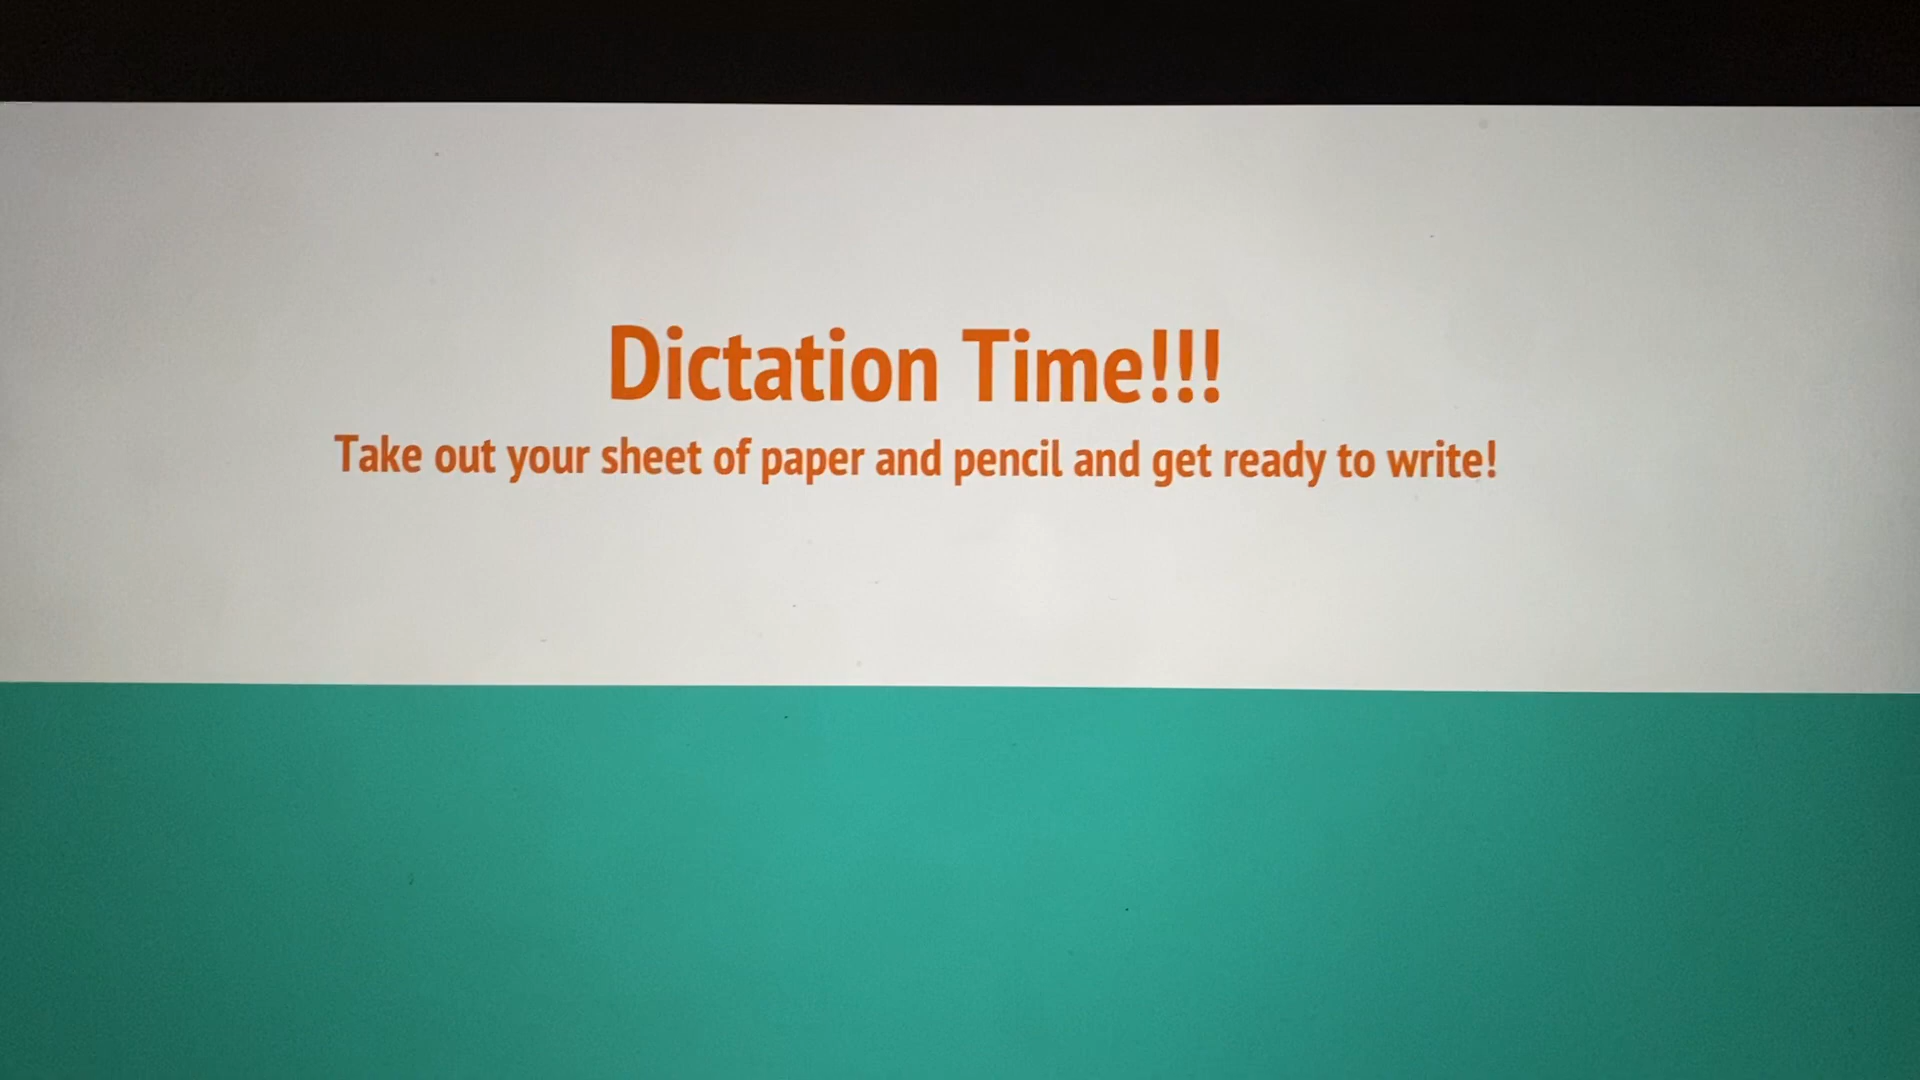 Dictation Time!!!
Take out your sheet of paper and pencil and get ready to write!